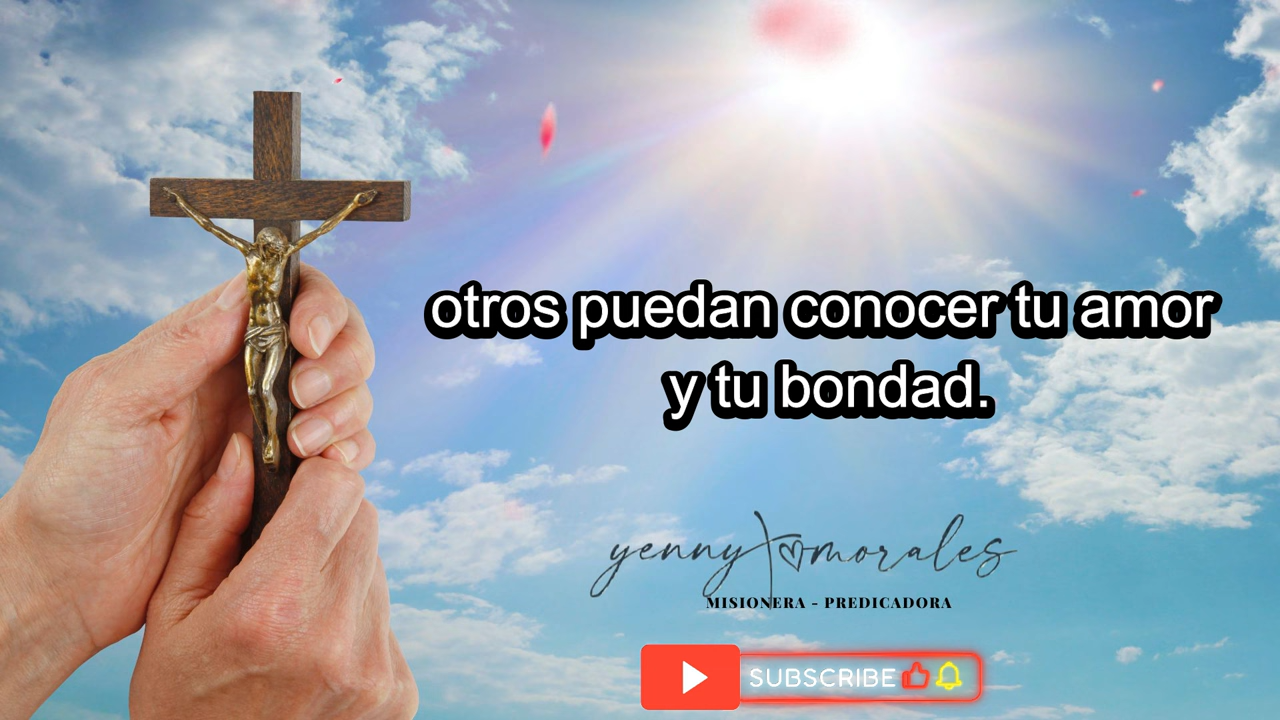 otros puedan conocer tu amor
y tu bondad.
yenny morales
MISIONERA - PREDICADORA
SUBSCRIBE